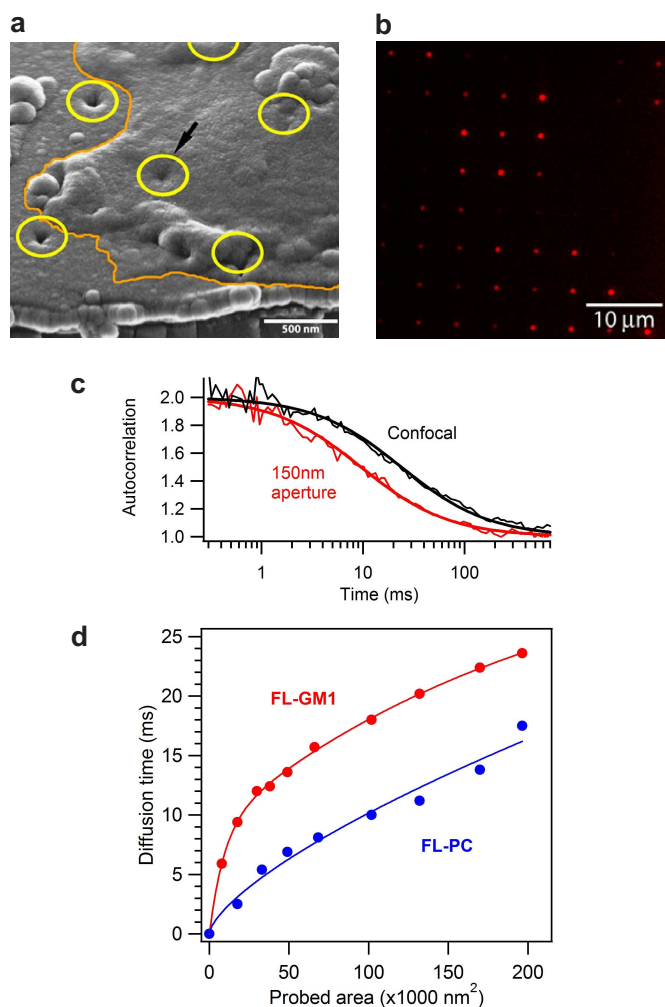 a
b
500 nm
10 µm
c
Autocorrelation
2.0
1.8
1.6
1.4
1.2
1.0
Confocal
150nm
aperture
1
10
100
Time (ms)
d
Diffusion time (ms)
25
20
15
10
5
0
FL-GM1
FL-PC
0
50
100
150
200
Probed area (x1000 nm²)